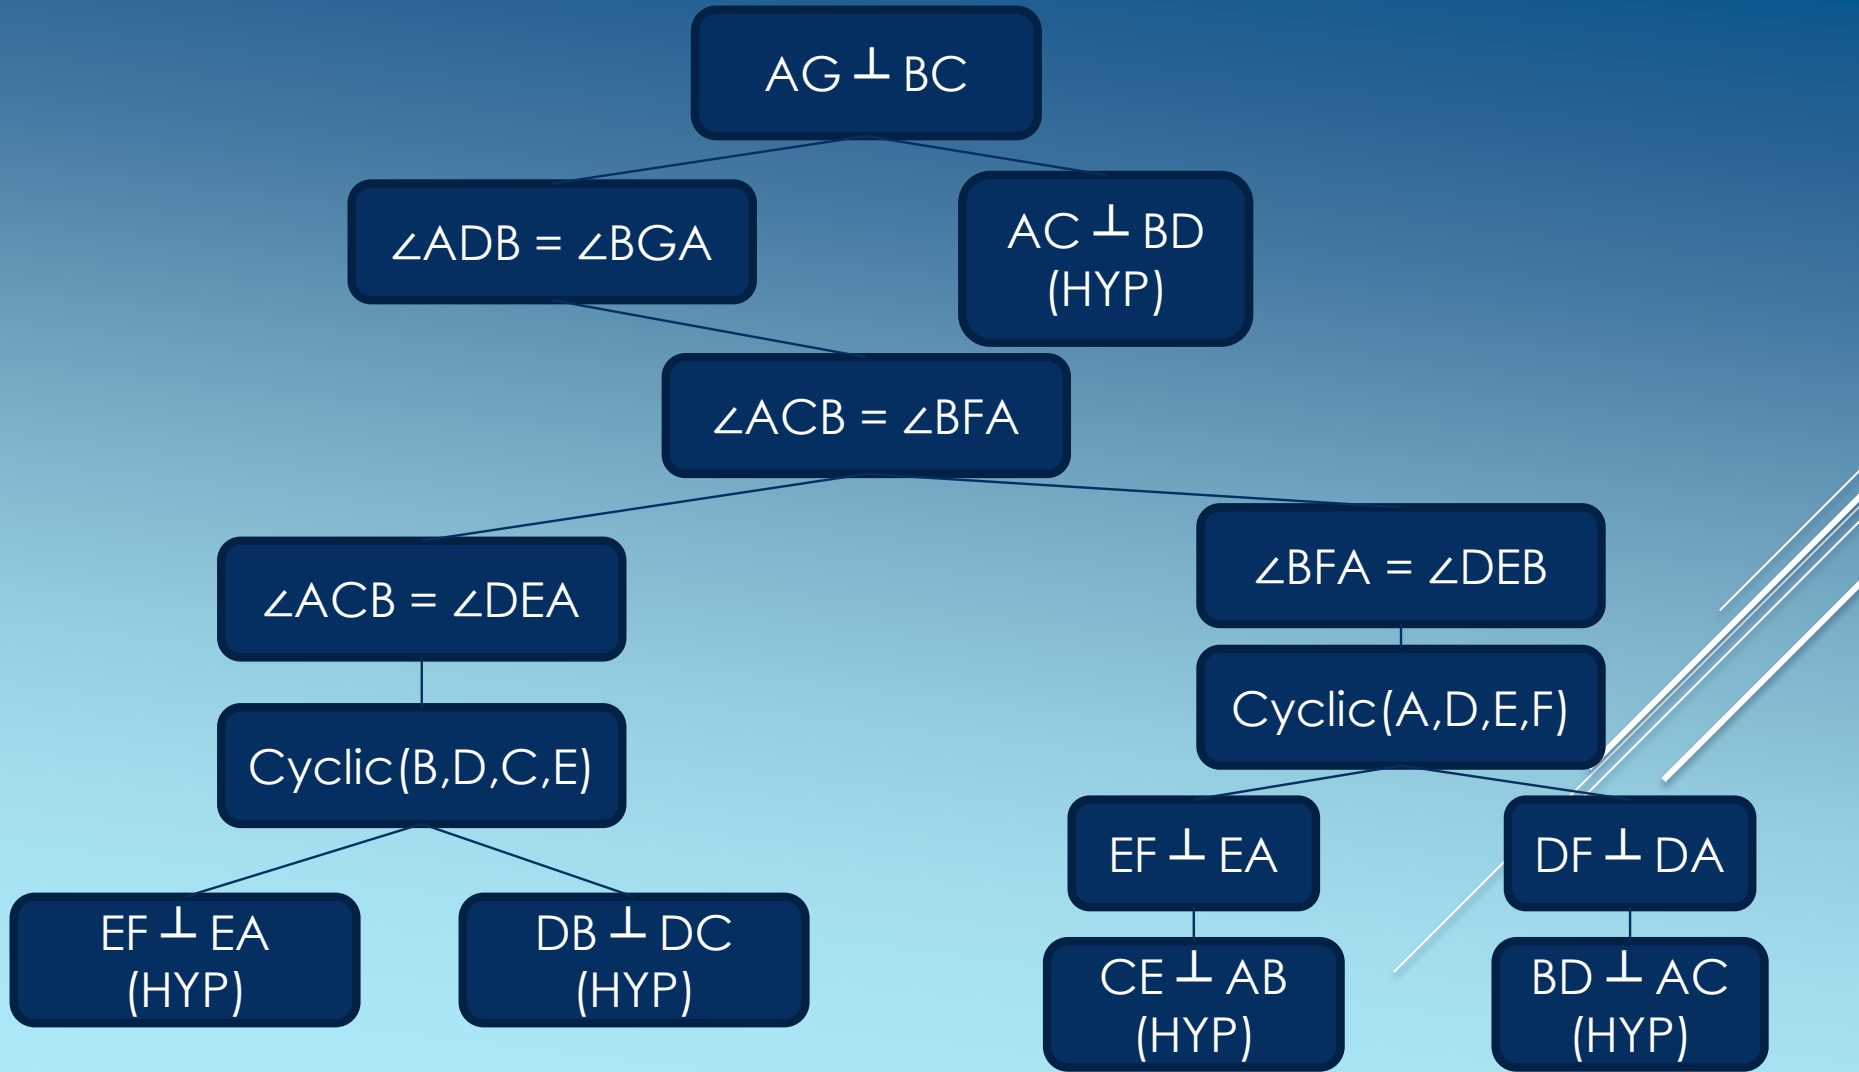 AG ⊥ BC
∠ADB = ∠BGA
AC ⊥ BD
(HYP)
∠ACB = ∠BFA
∠ACB = ∠DEA
∠BFA = ∠DEB
Cyclic(B,D,C,E)
Cyclic(A,D,E,F)
EF ⊥ EA
DF ⊥ DA
EF ⊥ EA
(HYP)
DB ⊥ DC
(HYP)
CE ⊥ AB
(HYP)
BD ⊥ AC
(HYP)